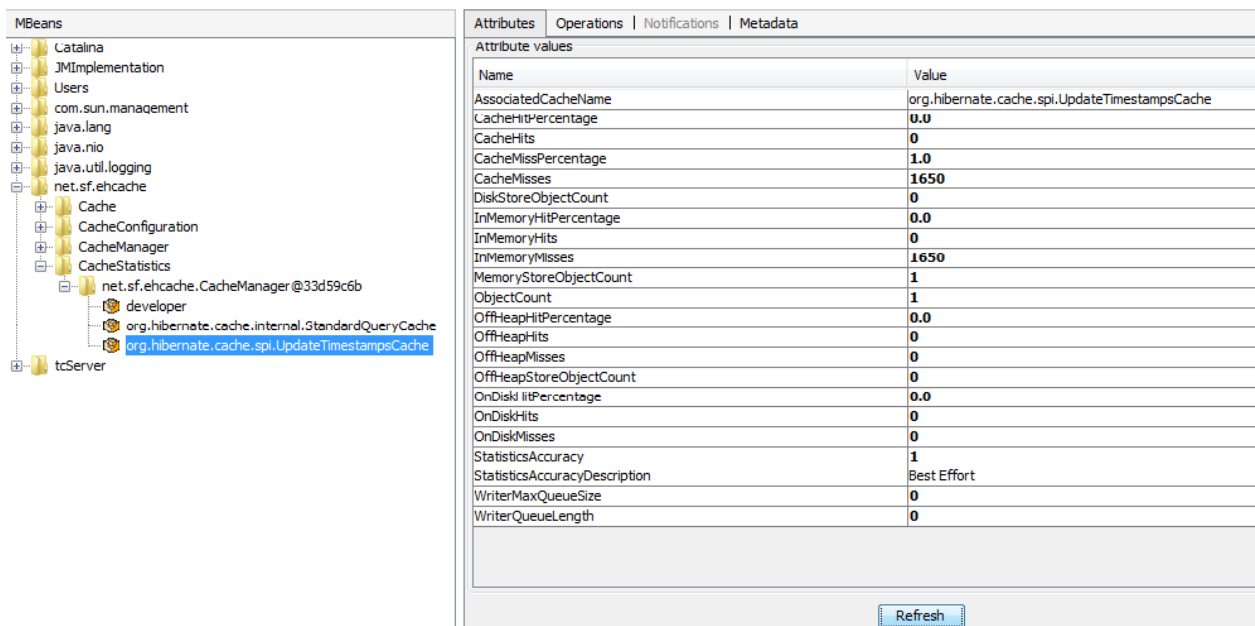 MBeans
Catalina
JMImplementation
Users
com.sun.management
java.lang
java.nio
java.util.logging
net.sf.ehcache
Cache
CacheConfiguration
CacheManager
CacheStatistics
net.sf.ehcache.CacheManager@33d59c6b
developer
org.hibernate.cache.internal.StandardQueryCache
org.hibernate.cache.spi.UpdateTimestampsCache
tcServer
Attributes Operations | Notifications | Metadata
Attribute values
Name Value
AssociatedCacheName org.hibernate.cache.spi.UpdateTimestampsCache
CacheHitPercentage 0.0
CacheHits 0
CacheMissPercentage 1.0
CacheMisses 1650
DiskStoreObjectCount 0
InMemoryHitPercentage 0.0
InMemoryHits 0
InMemoryMisses 1650
MemoryStoreObjectCount 1
ObjectCount 1
OffHeapHitPercentage 0.0
OffHeapHits 0
OffHeapMisses 0
OffHeapStoreObjectCount 0
OnDiskHitPercentage 0.0
OnDiskHits 0
OnDiskMisses 0
StatisticsAccuracy 1
StatisticsAccuracyDescription Best Effort
WriterMaxQueueSize 0
WriterQueueLength 0
Refresh